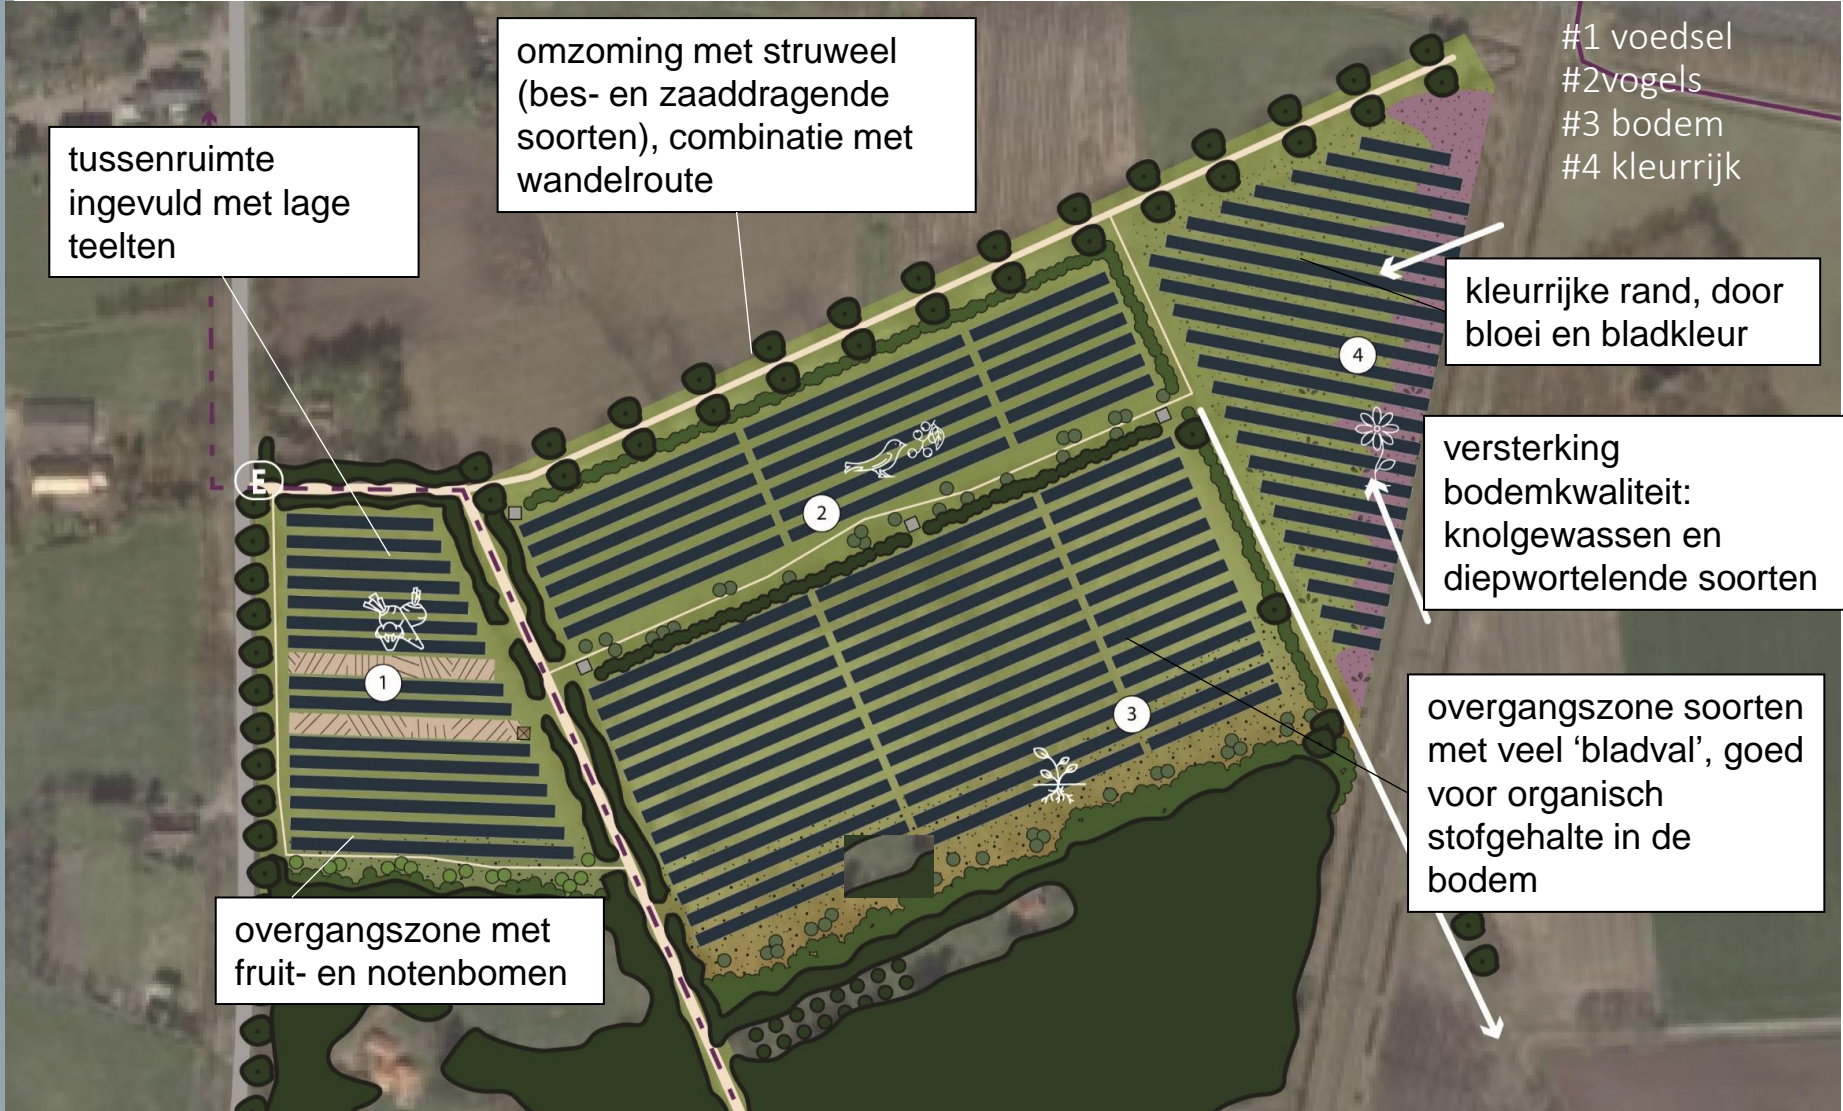 #1 voedsel
#2vogels
#3 bodem
#4 kleurrijk
omzoming met struweel
(bes- en zaaddragende
soorten), combinatie met
wandelroute
tussenruimte
ingevuld met lage
teelten
kleurrijke rand, door
bloei en bladkleur
4
versterking
bodemkwaliteit:
knolgewassen en
diepwortelende soorten
E
2
1
3
overgangszone soorten
met veel ‘bladval’, goed
voor organisch
stofgehalte in de
bodem
overgangszone met
fruit- en notenbomen